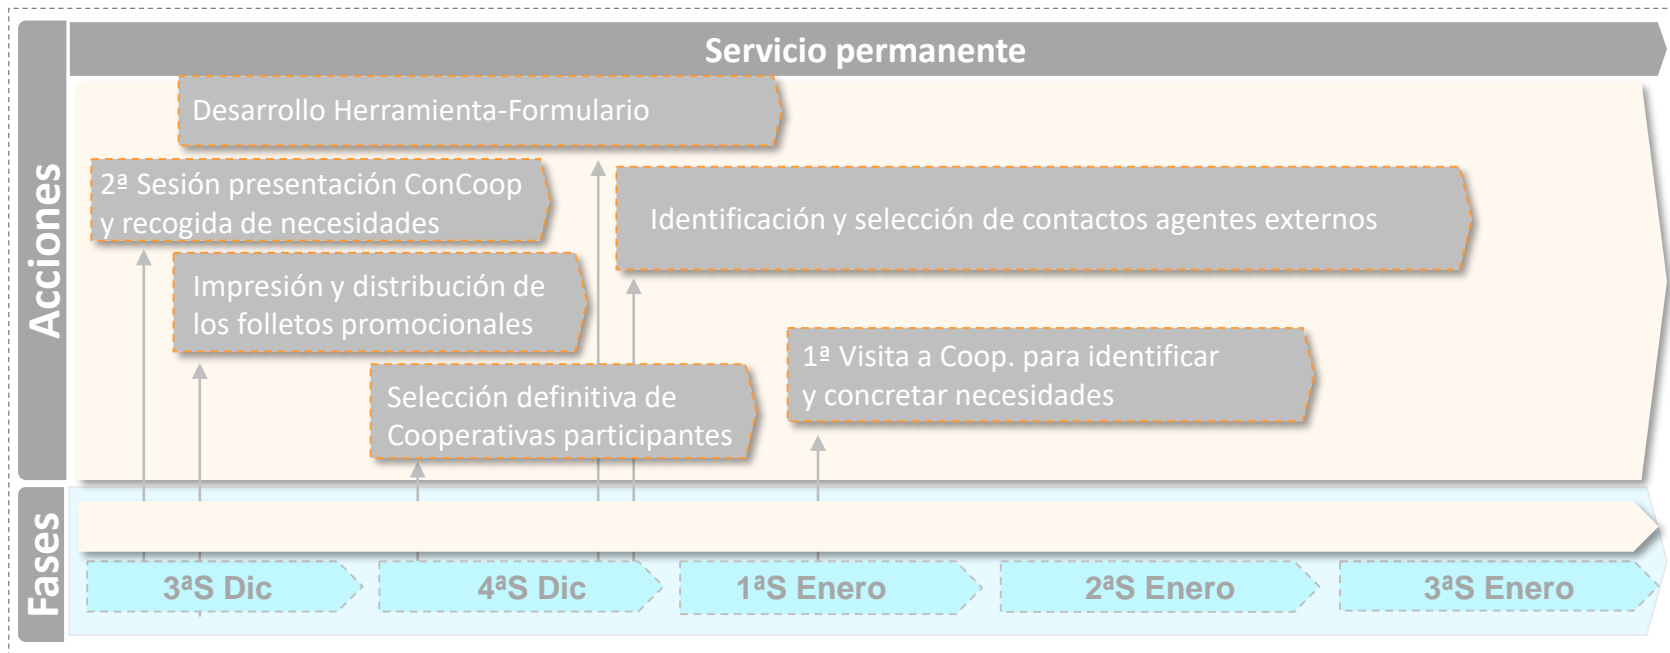 Acciones
Servicio permanente
Desarrollo Herramienta-Formulario
2ª Sesión presentación ConCoop
y recogida de necesidades
Identificación y selección de contactos agentes externos
Impresión y distribución de
los folletos promocionales
1ª Visita a Coop. para identificar
y concretar necesidades
Selección definitiva de
Cooperativas participantes
Fases
3ªS Dic
4ªS Dic
1ªS Enero
2ªS Enero
3ªS Enero